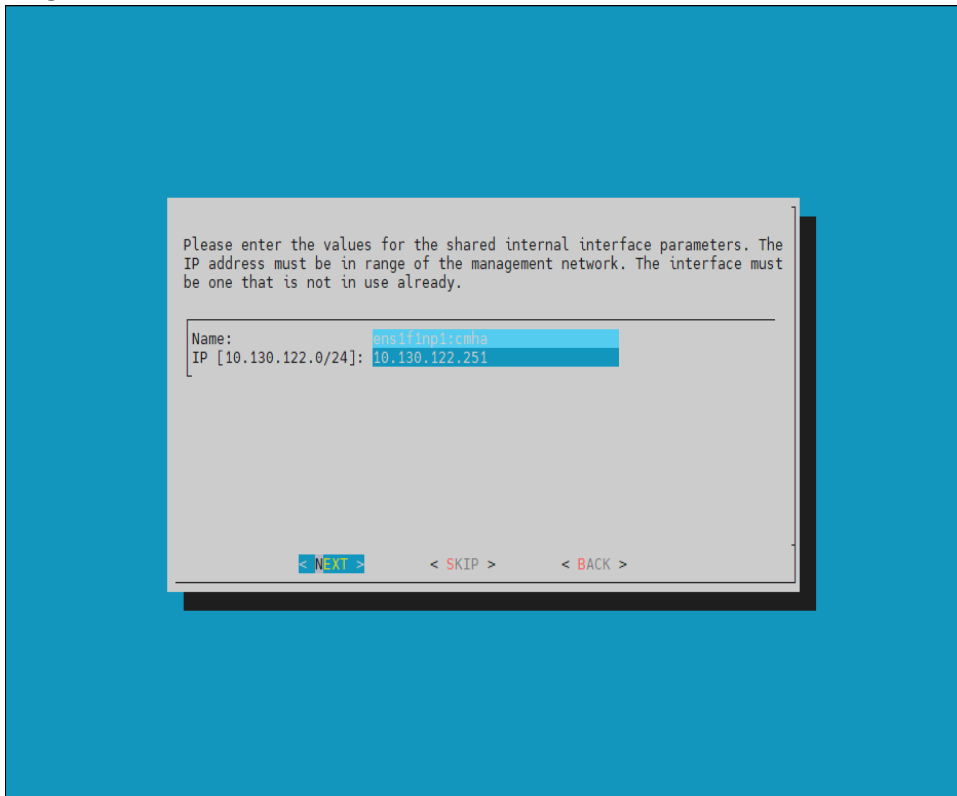 Please enter the values for the shared internal interface parameters. The
IP address must be in range of the management network. The interface must
be one that is not in use already.
Name: ens1f1np1:cmha
IP [10.130.122.0/24]: 10.130.122.251
< NEXT > < SKIP > < BACK >